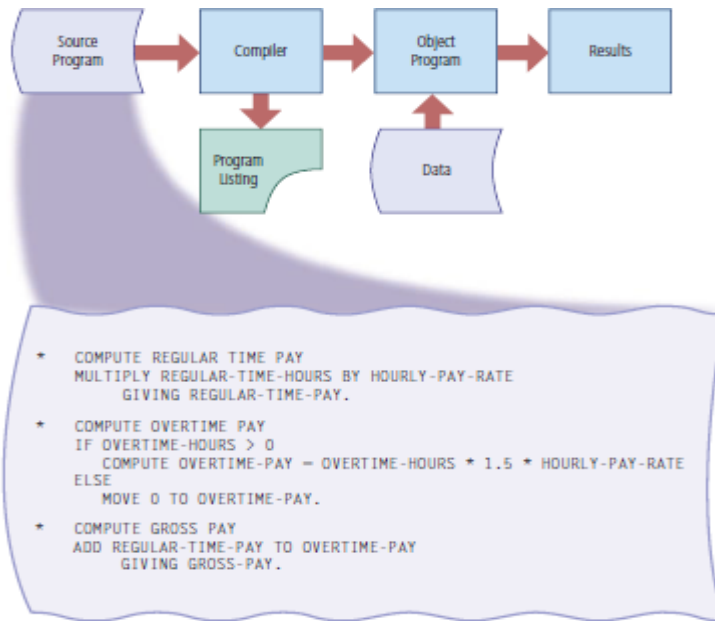 Source
Program
Compiler
Object
Program
Results
Program
Listing
Data
* COMPUTE REGULAR TIME PAY
MULTIPLY REGULAR-TIME-HOURS BY HOURLY-PAY-RATE
GIVING REGULAR-TIME-PAY.
* COMPUTE OVERTIME PAY
IF OVERTIME-HOURS > 0
COMPUTE OVERTIME-PAY = OVERTIME-HOURS * 1.5 * HOURLY-PAY-RATE
ELSE
MOVE 0 TO OVERTIME-PAY.
* COMPUTE GROSS PAY
ADD REGULAR-TIME-PAY TO OVERTIME-PAY
GIVING GROSS-PAY.